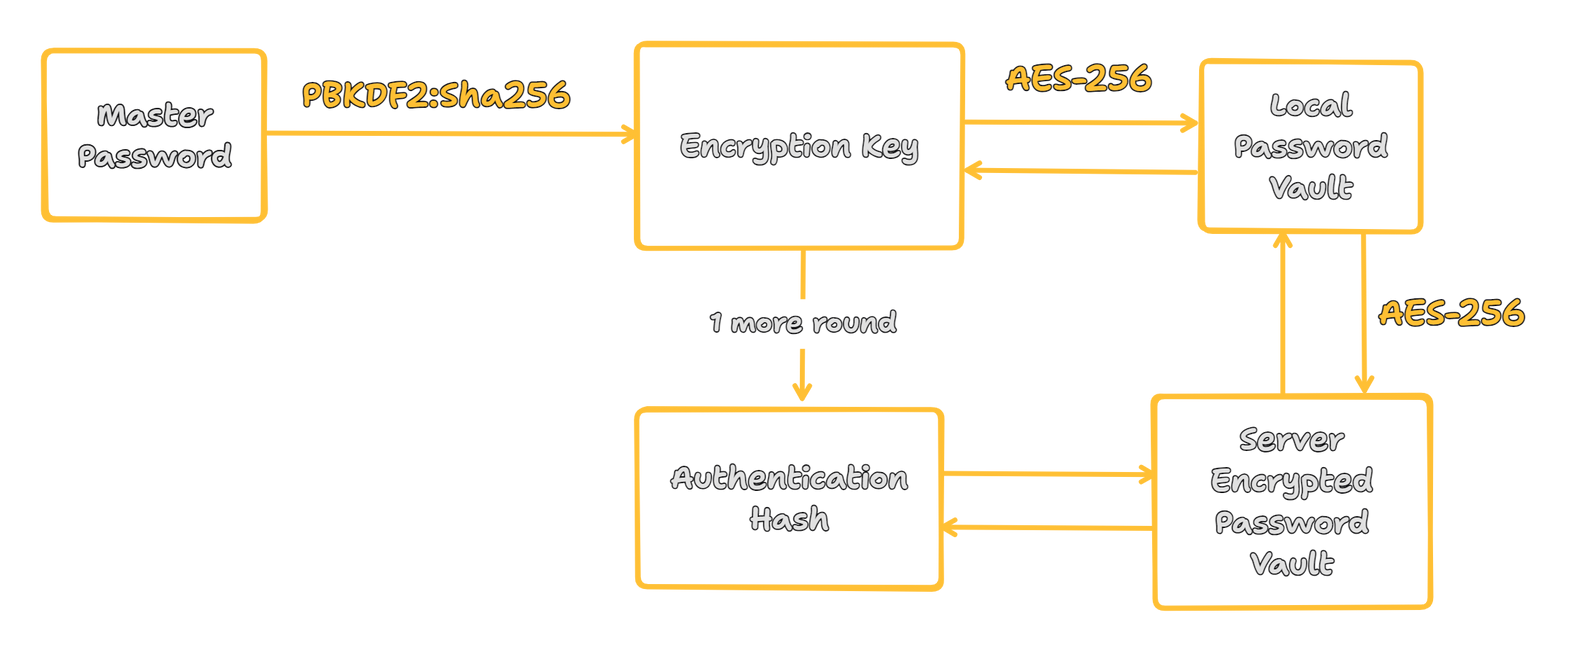 Master
Password
PBKDF2:Sha256
Encryption Key
AES-256
Local
Password
Vault
1 more round
AES-256
Authentication
Hash
Server
Encrypted
Password
Vault